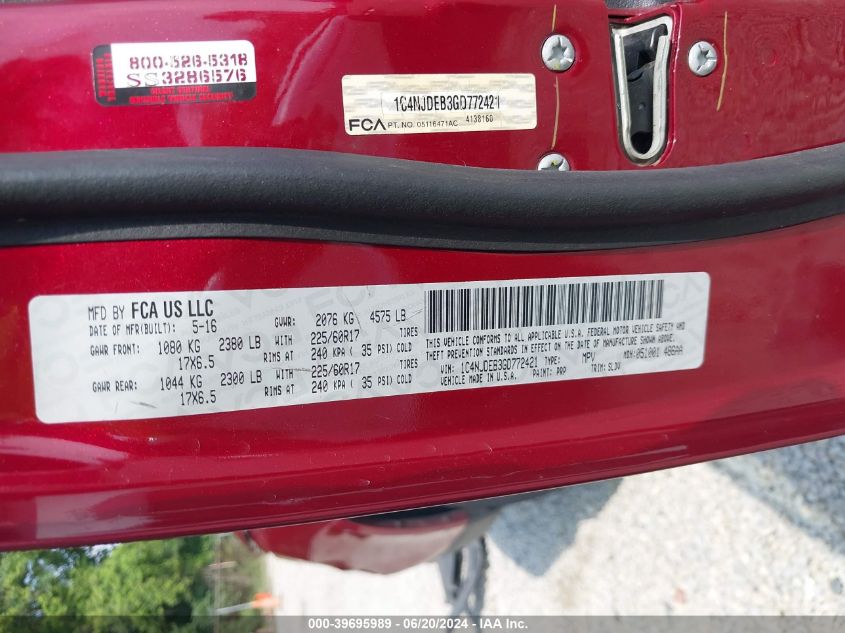 800-526-5318
SS3286576
1C4NJDEB3GD772421
FCA PT. NO. 05116471AC 4138160
MFD BY FCA US LLC
DATE OF MFR(BUILT): 5-16 GVWR: 2076 KG 4575 LB
GAWR FRONT: 1080 KG 2380 LB WITH 225/60R17 TIRES
17X6.5 RIMS AT 240 KPA ( 35 PSI) COLD
GAWR REAR: 1044 KG 2300 LB WITH 225/60R17 TIRES
17X6.5 RIMS AT 240 KPA ( 35 PSI) COLD
THIS VEHICLE CONFORMS TO ALL APPLICABLE U.S.A. FEDERAL MOTOR VEHICLE SAFETY AND
THEFT PREVENTION STANDARDS IN EFFECT ON THE DATE OF MANUFACTURE SHOWN ABOVE.
VIN: 1C4NJDEB3GD772421 TYPE: MPV MDH: 051001 486AA
VEHICLE MADE IN U.S.A. PAINT: PRP TRIM: SLDV
000-39695989 - 06/20/2024 - IAA Inc.